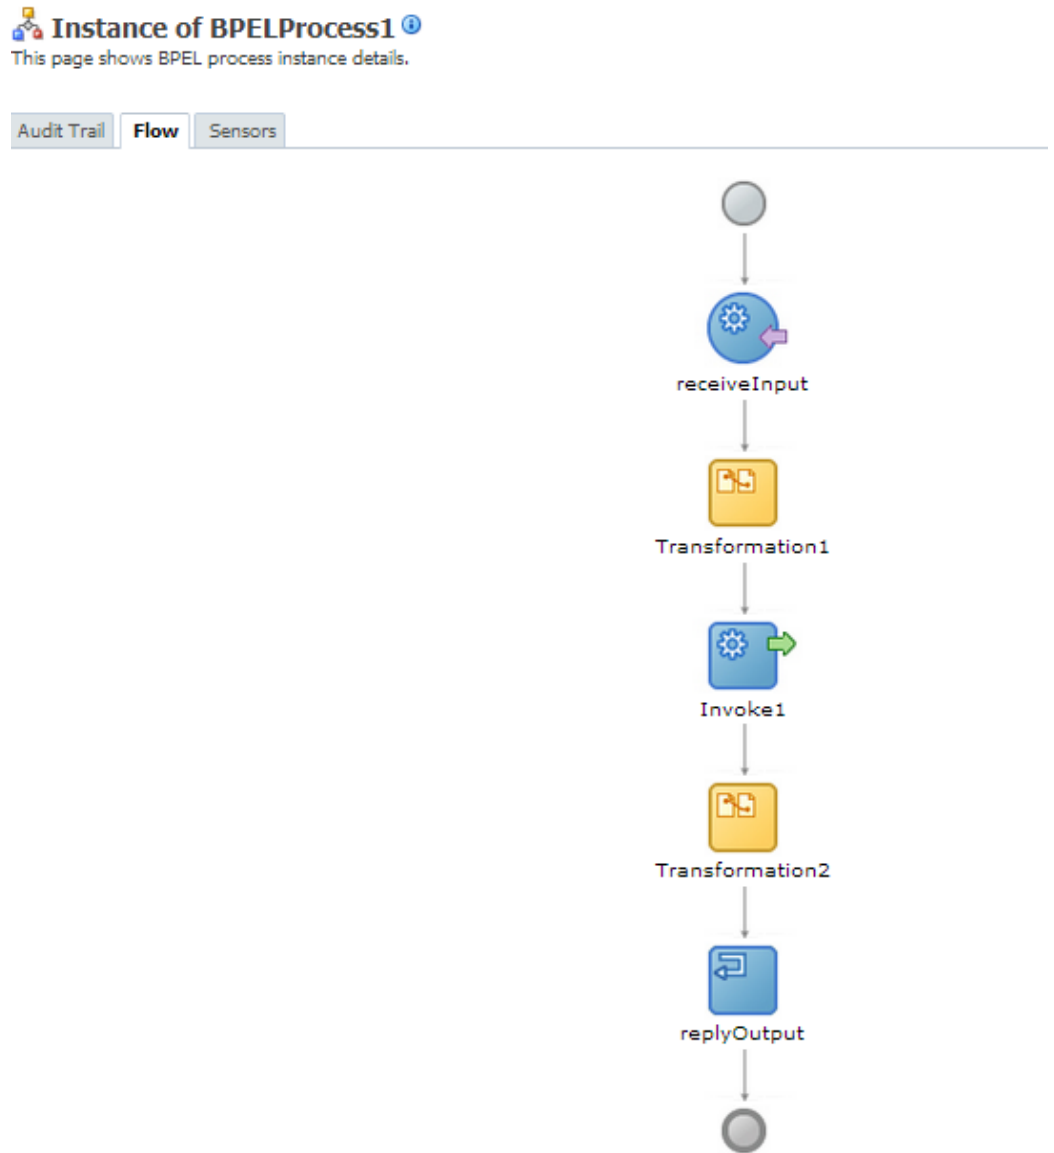 Instance of BPELProcess1
This page shows BPEL process instance details.
Audit Trail Flow Sensors
receiveInput
Transformation1
Invoke1
Transformation2
replyOutput